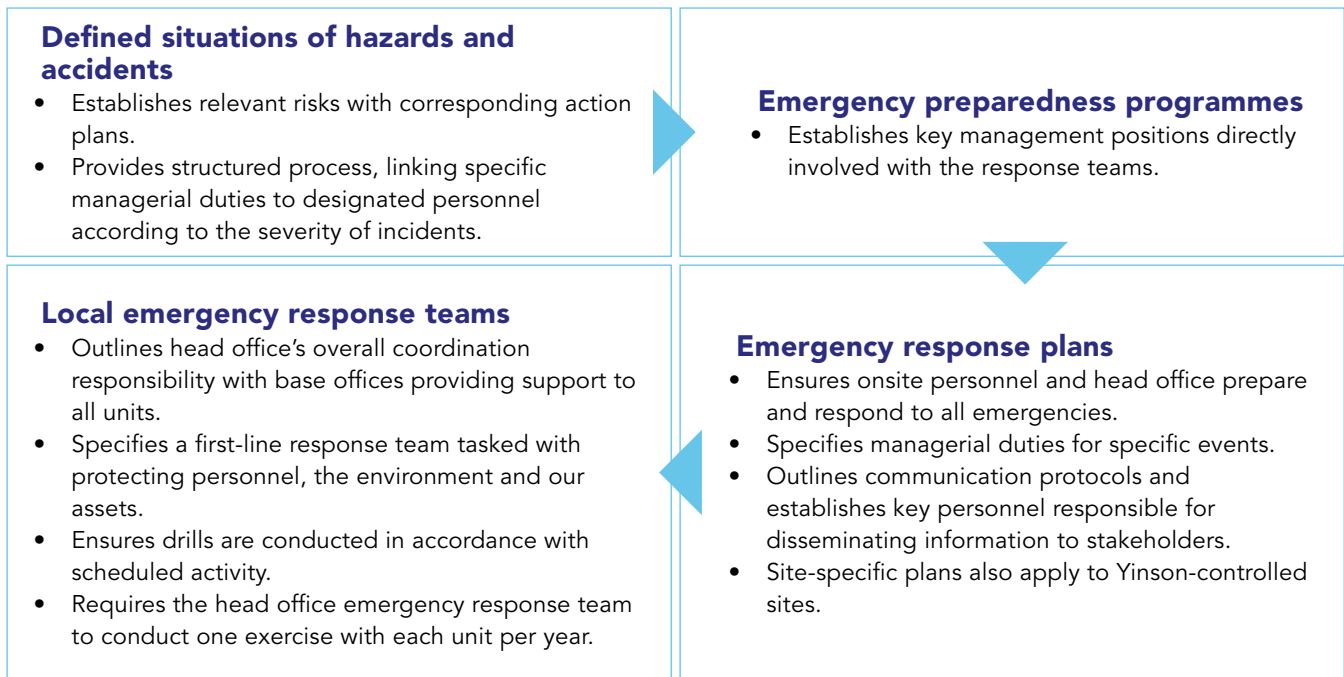 Defined situations of hazards and
accidents
• Establishes relevant risks with corresponding action
plans.
• Provides structured process, linking specific
managerial duties to designated personnel
according to the severity of incidents.
Emergency preparedness programmes
• Establishes key management positions directly
involved with the response teams.
Emergency response plans
• Ensures onsite personnel and head office prepare
and respond to all emergencies.
• Specifies managerial duties for specific events.
• Outlines communication protocols and
establishes key personnel responsible for
disseminating information to stakeholders.
• Site-specific plans also apply to Yinson-controlled
sites.
Local emergency response teams
• Outlines head office’s overall coordination
responsibility with base offices providing support to
all units.
• Specifies a first-line response team tasked with
protecting personnel, the environment and our
assets.
• Ensures drills are conducted in accordance with
scheduled activity.
• Requires the head office emergency response team
to conduct one exercise with each unit per year.